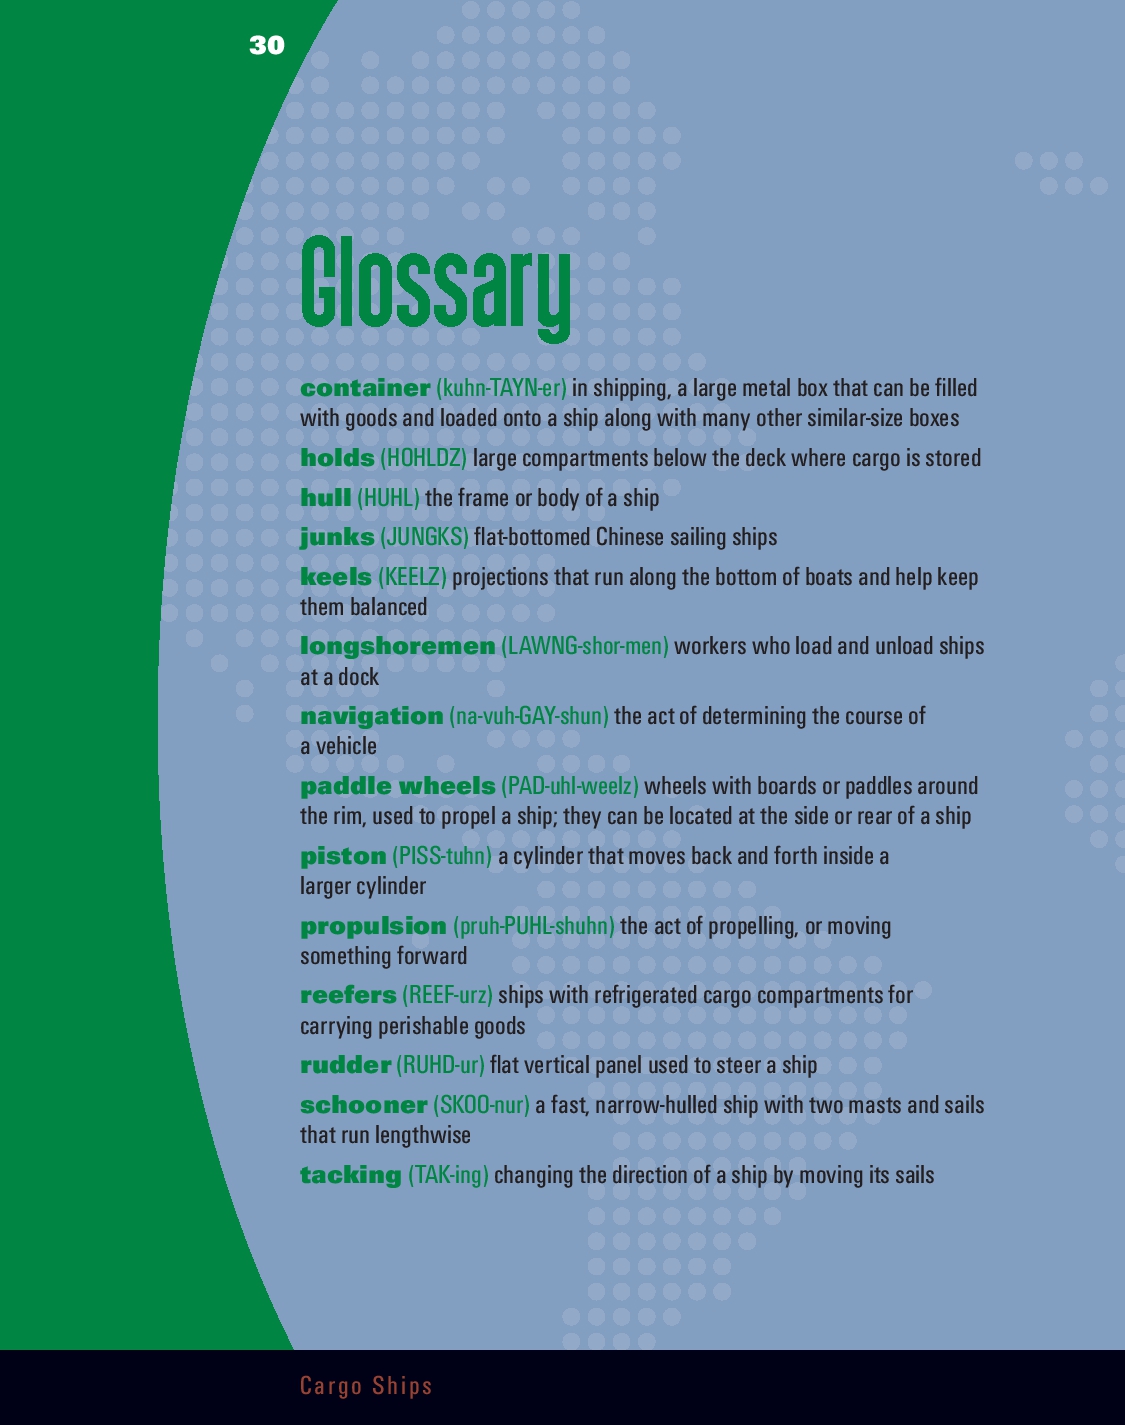 30
Glossary
container (kuhn-TAYN-er) in shipping, a large metal box that can be filled
with goods and loaded onto a ship along with many other similar-size boxes
holds (HOHLDZ) large compartments below the deck where cargo is stored
hull (HUHL) the frame or body of a ship
junks (JUNGKS) flat-bottomed Chinese sailing ships
keels (KEELZ) projections that run along the bottom of boats and help keep
them balanced
longshoremen (LAWNG-shor-men) workers who load and unload ships
at a dock
navigation (na-vuh-GAY-shun) the act of determining the course of
a vehicle
paddle wheels (PAD-uhl-weelz) wheels with boards or paddles around
the rim, used to propel a ship; they can be located at the side or rear of a ship
piston (PISS-tuhn) a cylinder that moves back and forth inside a
larger cylinder
propulsion (pruh-PUHL-shuhn) the act of propelling, or moving
something forward
reefers (REEF-urz) ships with refrigerated cargo compartments for
carrying perishable goods
rudder (RUHD-ur) flat vertical panel used to steer a ship
schooner (SKOO-nur) a fast, narrow-hulled ship with two masts and sails
that run lengthwise
tacking (TAK-ing) changing the direction of a ship by moving its sails
Cargo Ships